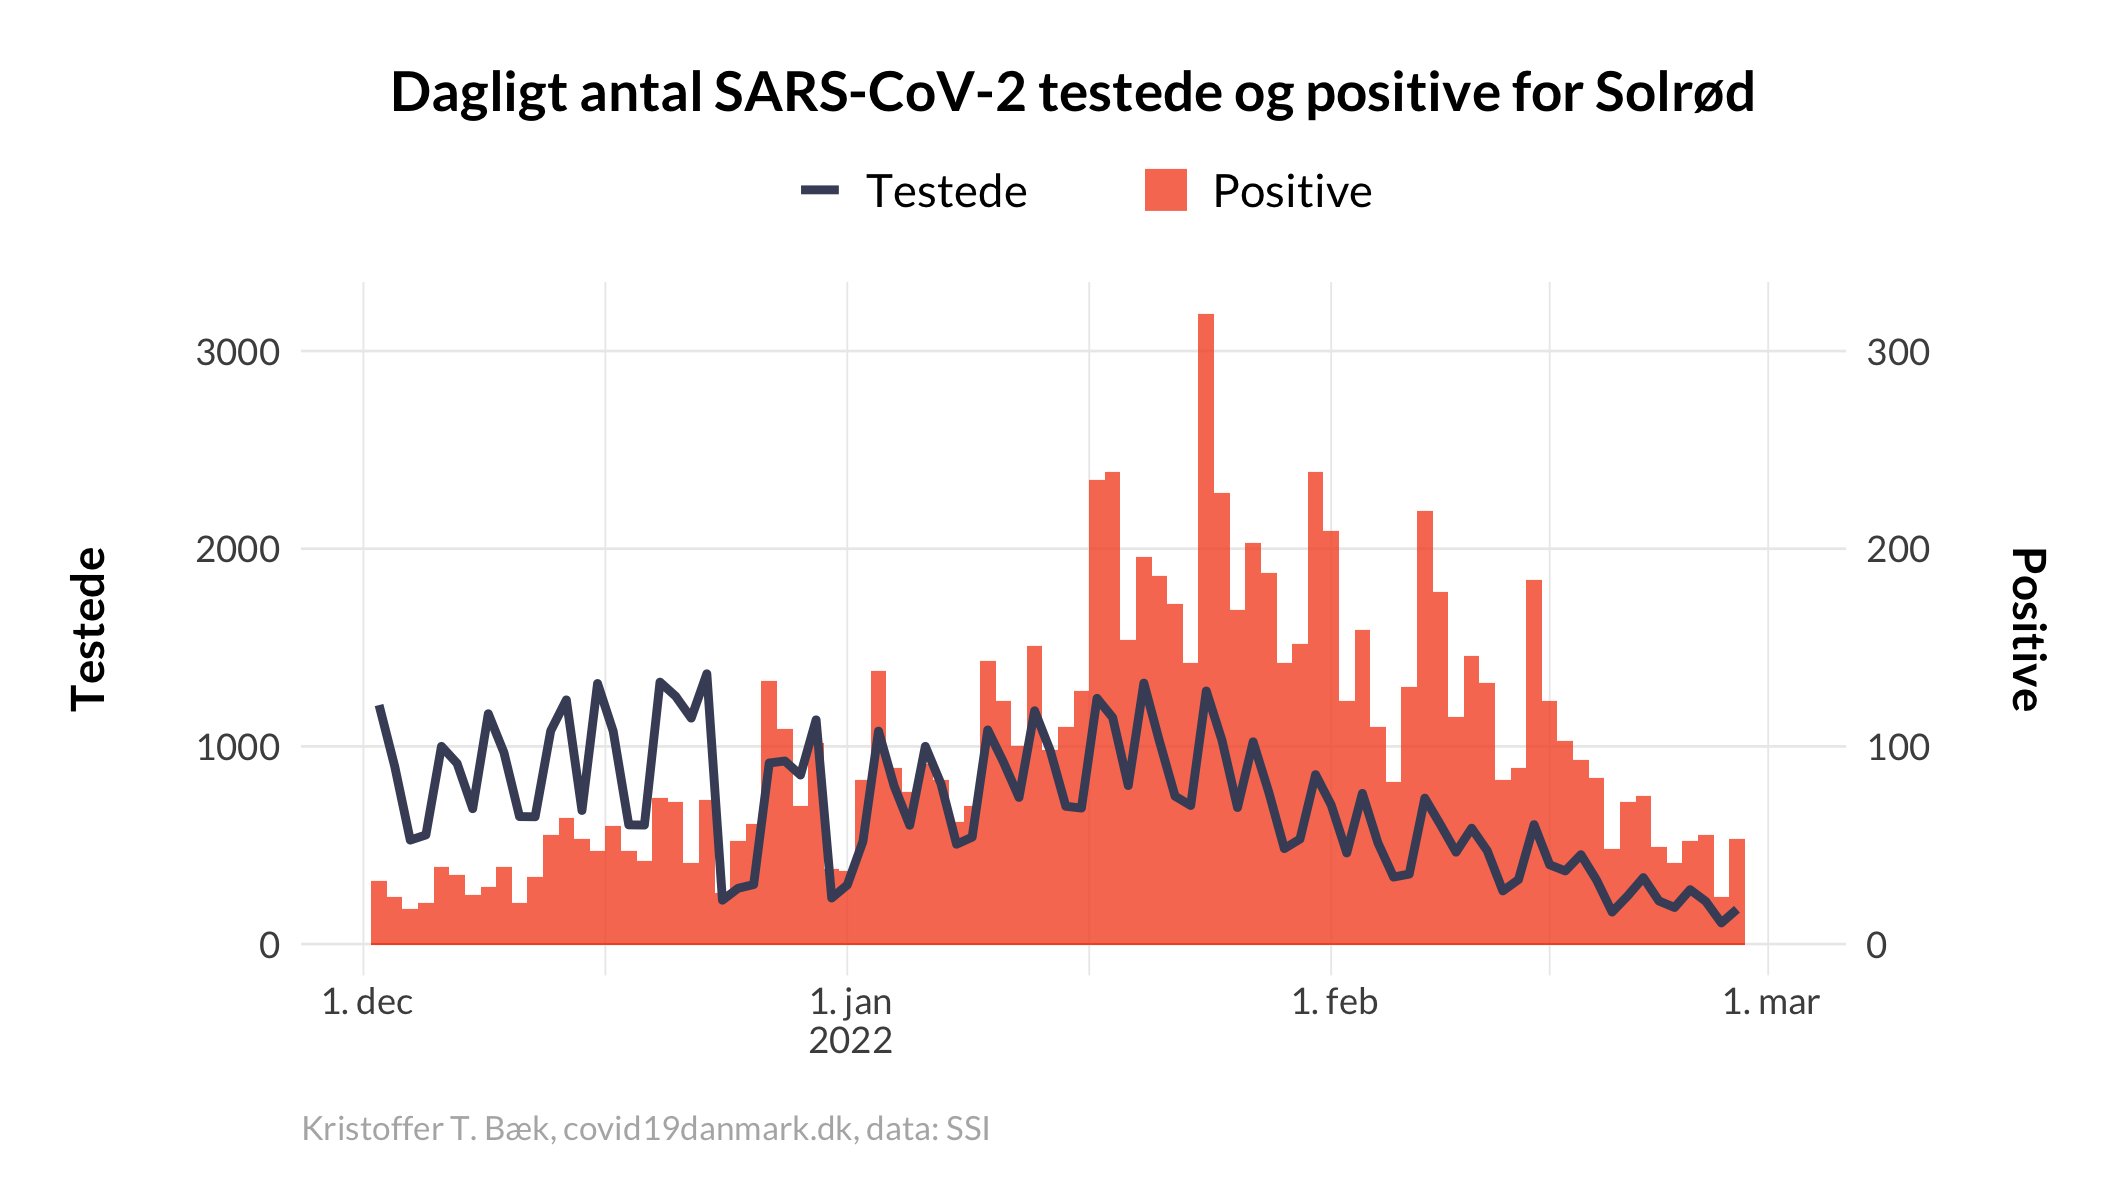 Dagligt antal SARS-CoV-2 testede og positive for Solrød
Testede
Positive
3000
2000
1000
0
300
200
100
0
Testede
Positive
1. dec
1. jan
2022
1. feb
1. mar
Kristoffer T. Bæk, covid19danmark.dk, data: SSI